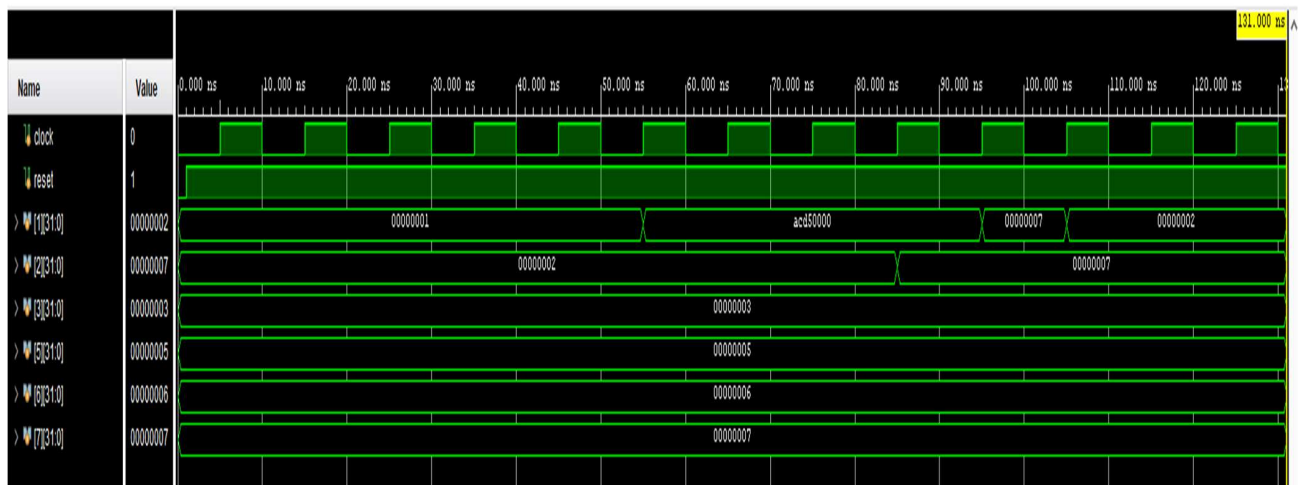 131.000 ns
Name Value 0.000 ns 10.000 ns 20.000 ns 30.000 ns 40.000 ns 50.000 ns 60.000 ns 70.000 ns 80.000 ns 90.000 ns 100.000 ns 110.000 ns 120.000 ns 13
clock 0
reset 1
[1][31:0] 00000002 00000001 acd50000 00000007 00000002
[2][31:0] 00000007 00000002 00000007
[3][31:0] 00000003 00000003
[5][31:0] 00000005 00000005
[6][31:0] 00000006 00000006
[7][31:0] 00000007 00000007